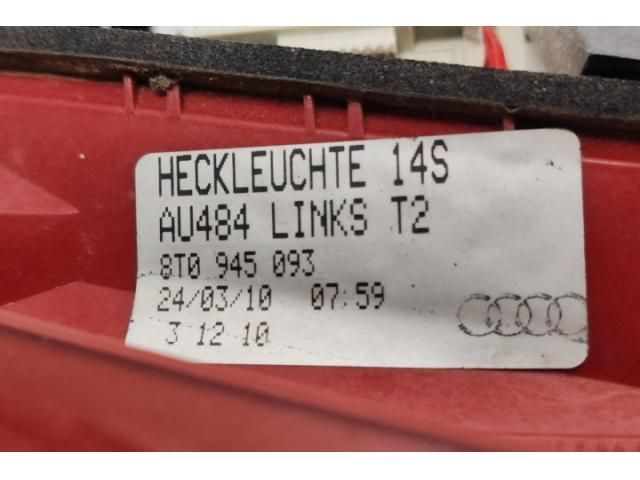 HECKLEUCHTE 14S
AU484 LINKS T2
8T0 945 093
24/03/10 07:59
3 12 10